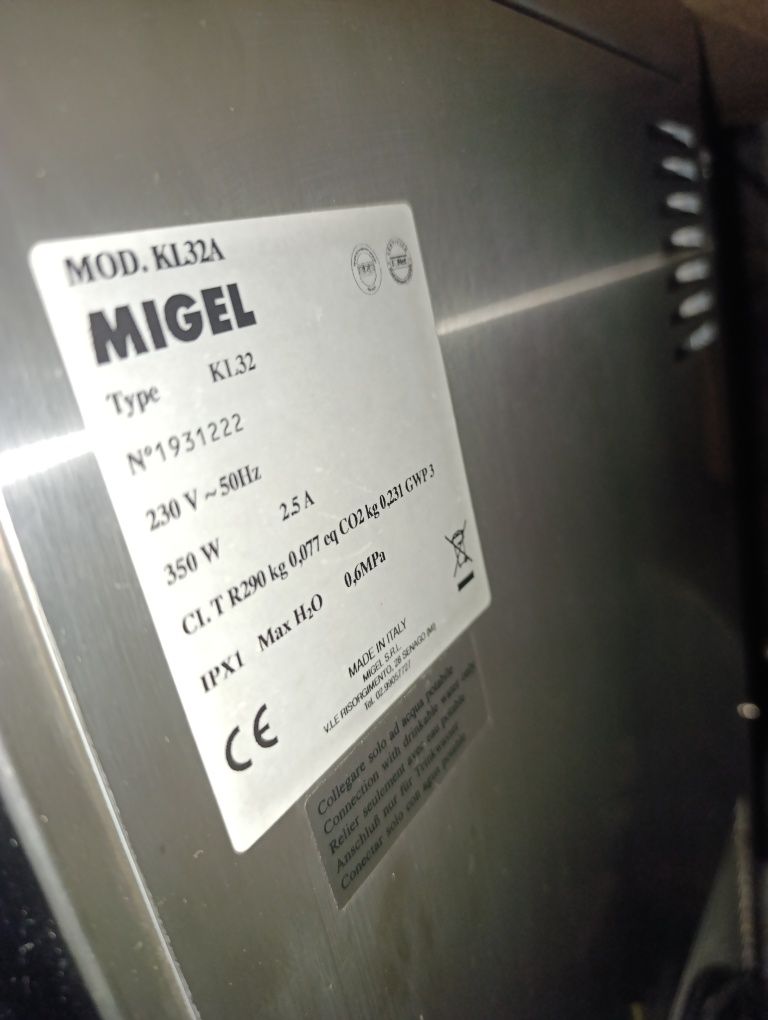 MOD. KL32A
MIGEL
Type KL32
N°1931222
230 V ~ 50Hz
350 W 2.5 A
Cl. T R290 kg 0,077 eq CO2 kg 0,231 GWP 3
IPX1 Max H₂O 0,6MPa
CE
MADE IN ITALY
MIGEL S.R.L.
V.LE RISORGIMENTO, 28 SENAGO (MI)
Tel. 02.99057727
Collegare solo ad acqua potabile
Connection with drinkable water only
Relier seulement avec eau potable
Anschluß nur für Trinkwasser
Conectar solo con agua potable